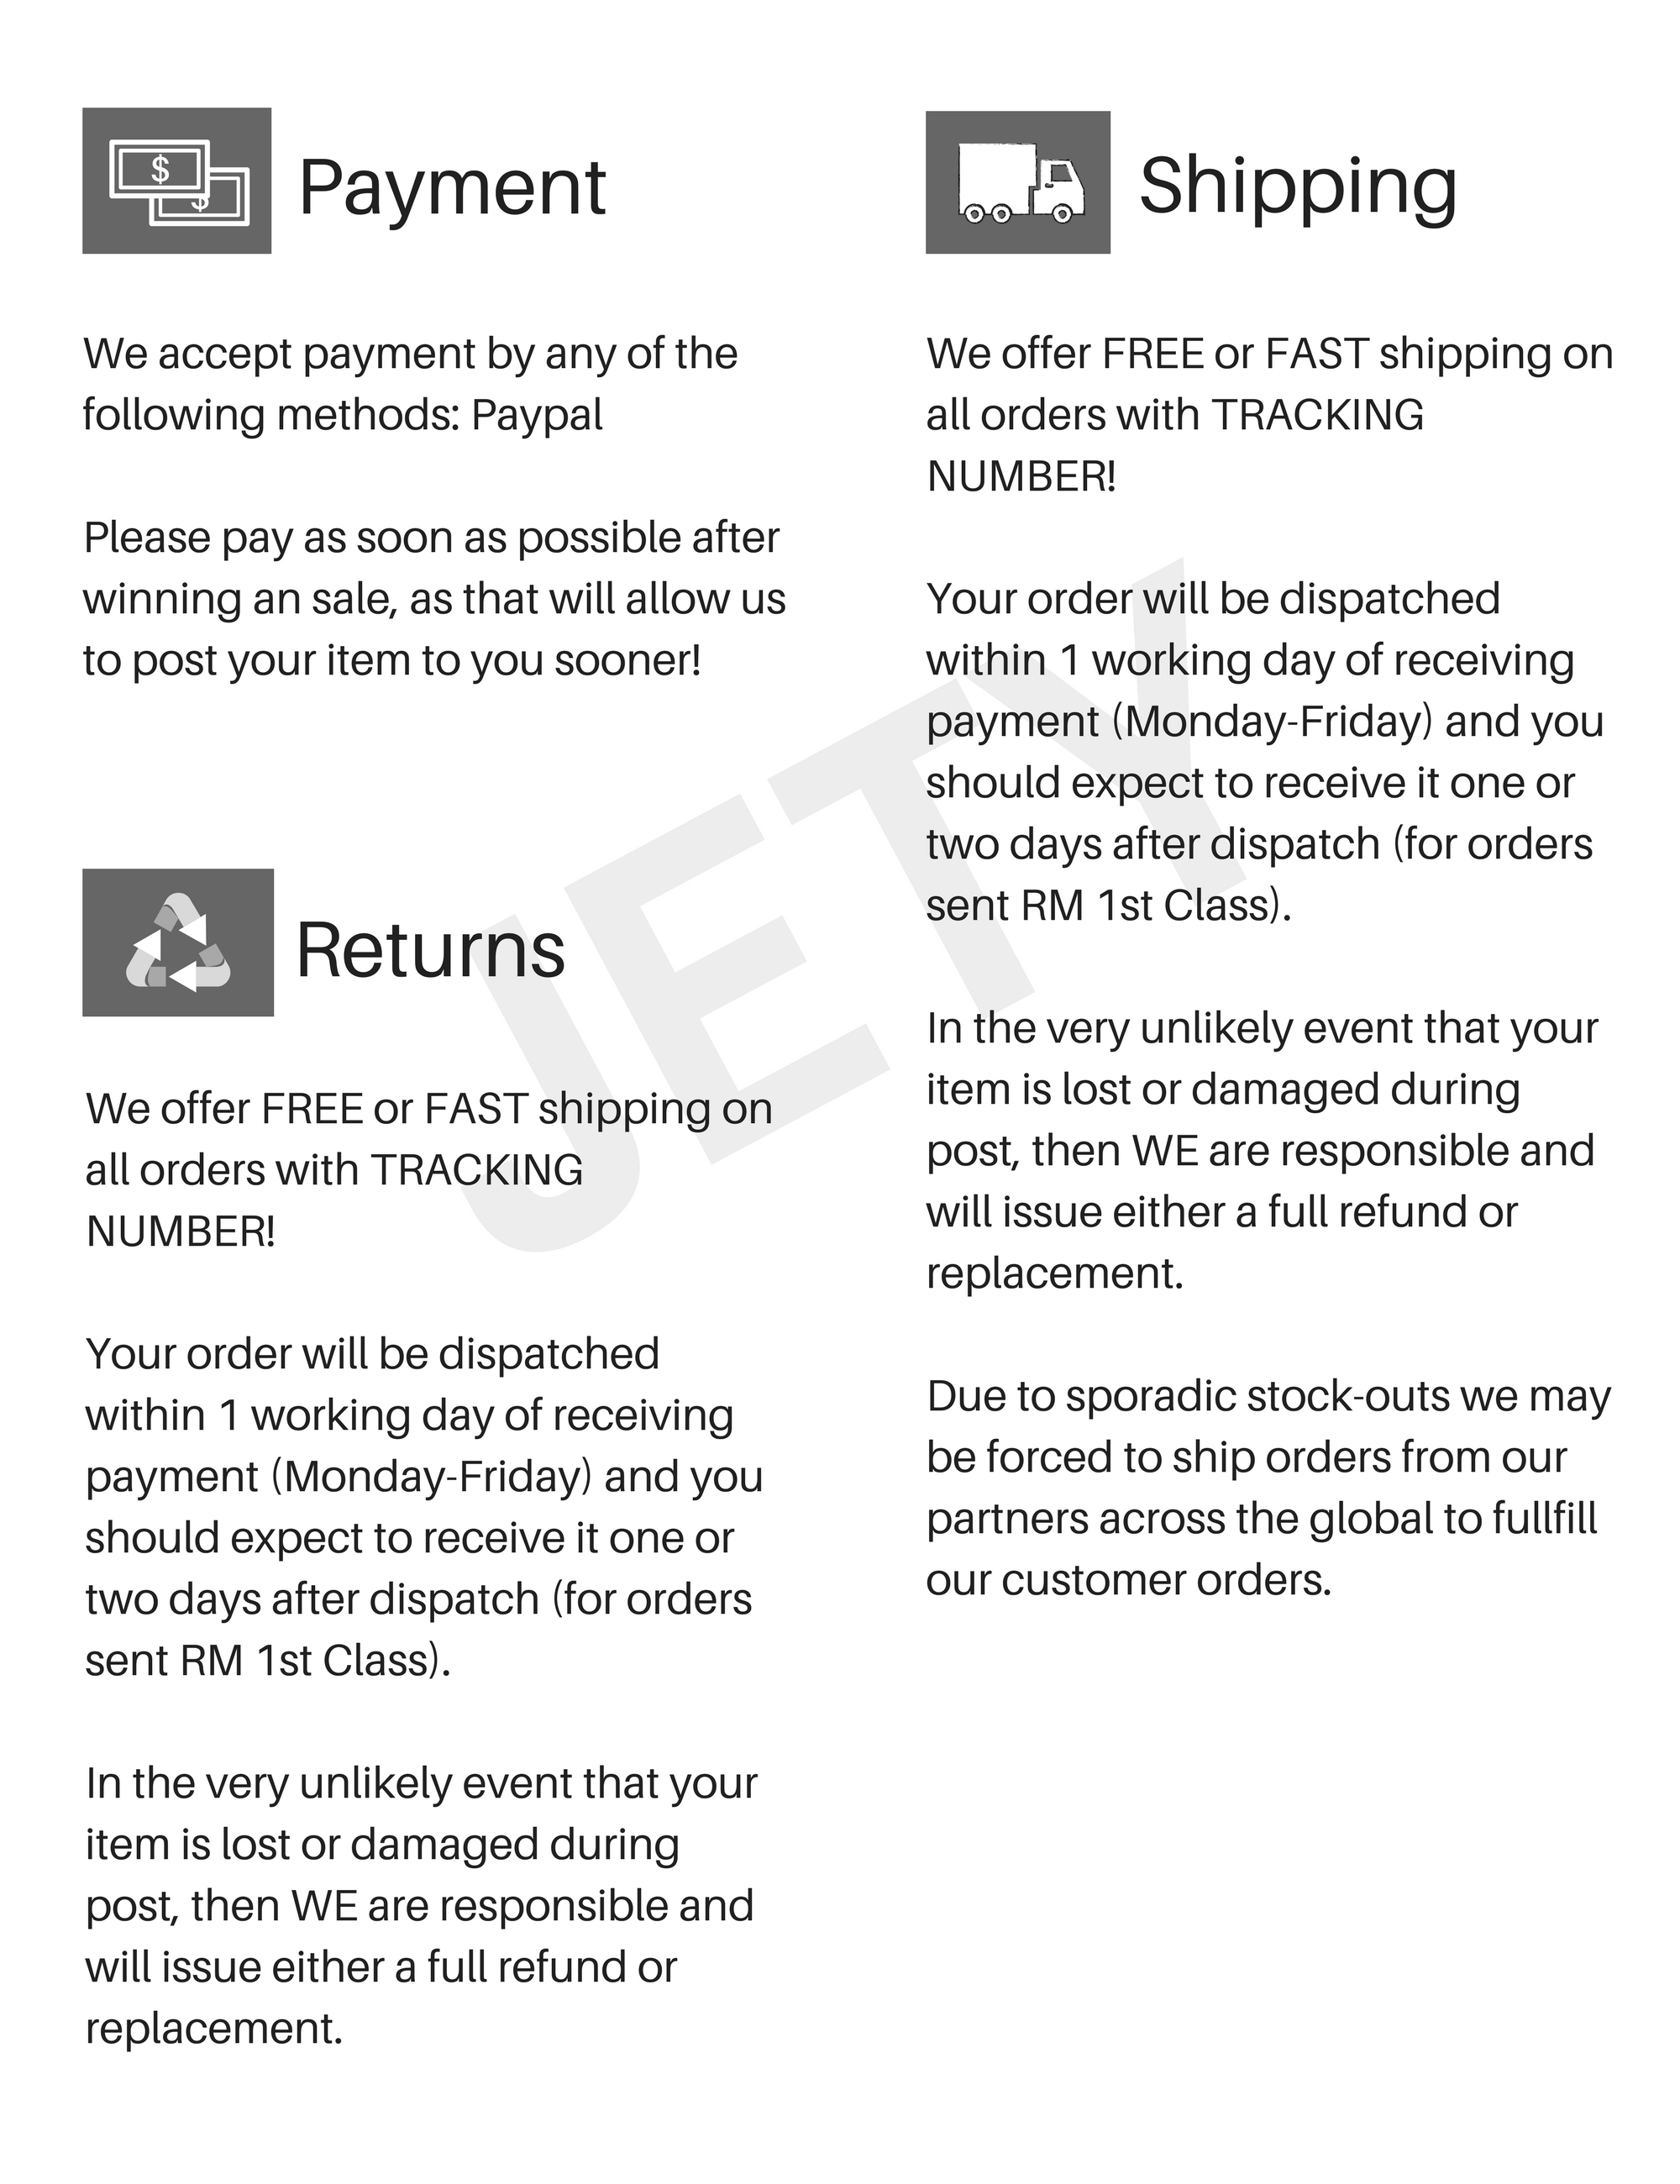 Payment
We accept payment by any of the
following methods: Paypal
Please pay as soon as possible after
winning an sale, as that will allow us
to post your item to you sooner!
Returns
We offer FREE or FAST shipping on
all orders with TRACKING
NUMBER!
Your order will be dispatched
within 1 working day of receiving
payment (Monday-Friday) and you
should expect to receive it one or
two days after dispatch (for orders
sent RM 1st Class).
In the very unlikely event that your
item is lost or damaged during
post, then WE are responsible and
will issue either a full refund or
replacement.
Shipping
We offer FREE or FAST shipping on
all orders with TRACKING
NUMBER!
Your order will be dispatched
within 1 working day of receiving
payment (Monday-Friday) and you
should expect to receive it one or
two days after dispatch (for orders
sent RM 1st Class).
In the very unlikely event that your
item is lost or damaged during
post, then WE are responsible and
will issue either a full refund or
replacement.
Due to sporadic stock-outs we may
be forced to ship orders from our
partners across the global to fullfill
our customer orders.
JETY
$
$